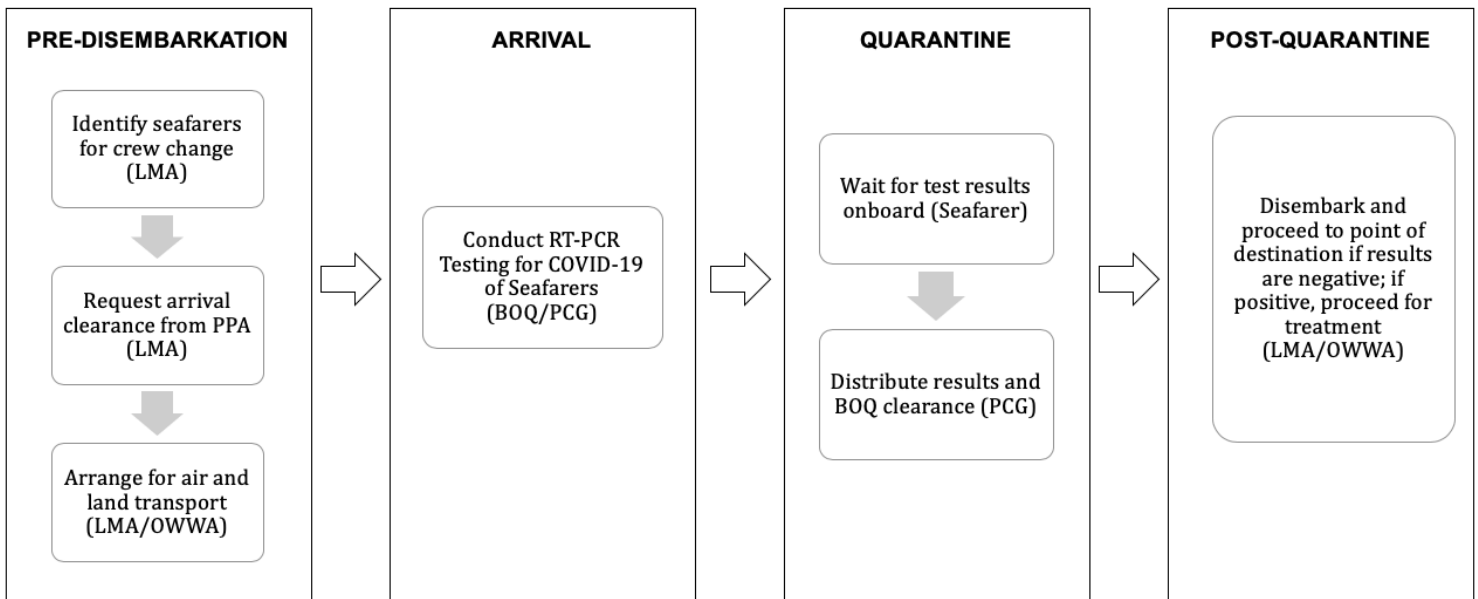 PRE-DISEMBARKATION
Identify seafarers
for crew change
(LMA)
Request arrival
clearance from PPA
(LMA)
Arrange for air and
land transport
(LMA/OWWA)
ARRIVAL
Conduct RT-PCR
Testing for COVID-19
of Seafarers
(BOQ/PCG)
QUARANTINE
Wait for test results
onboard (Seafarer)
Distribute results and
BOQ clearance (PCG)
POST-QUARANTINE
Disembark and
proceed to point of
destination if results
are negative; if
positive, proceed for
treatment
(LMA/OWWA)